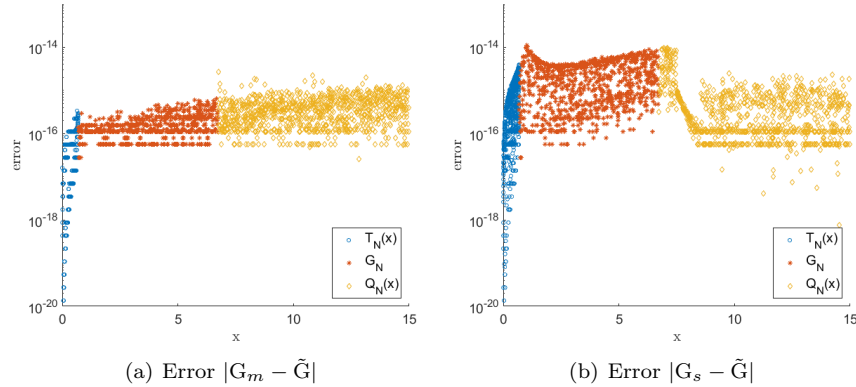 10^-14
10^-16
10^-18
10^-20
error
0
5
10
15
x
T_N(x)
G_N
Q_N(x)
(a) Error |G_m − G̃|
10^-14
10^-16
10^-18
10^-20
error
0
5
10
15
x
T_N(x)
G_N
Q_N(x)
(b) Error |G_s − G̃|